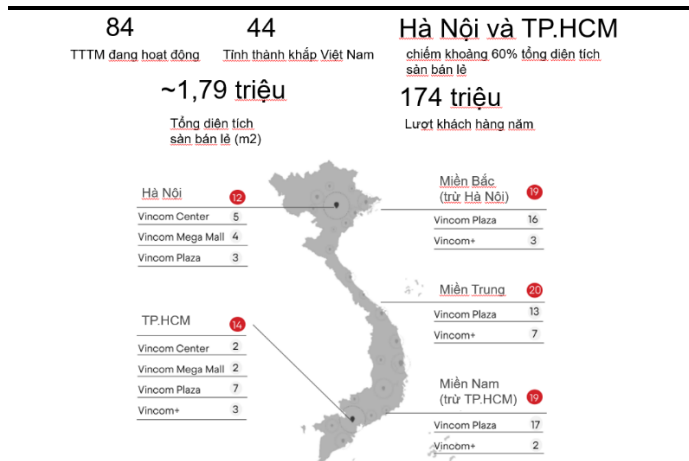 84
TTTM đang hoạt động
44
Tỉnh thành khắp Việt Nam
Hà Nội và TP.HCM
chiếm khoảng 60% tổng diện tích
sàn bán lẻ
~1,79 triệu
Tổng diện tích
sàn bán lẻ (m2)
174 triệu
Lượt khách hàng năm
Hà Nội 12
Vincom Center 5
Vincom Mega Mall 4
Vincom Plaza 3
Miền Bắc
(trừ Hà Nội) 19
Vincom Plaza 16
Vincom+ 3
Miền Trung 20
Vincom Plaza 13
Vincom+ 7
TP.HCM 14
Vincom Center 2
Vincom Mega Mall 2
Vincom Plaza 7
Vincom+ 3
Miền Nam
(trừ TP.HCM) 19
Vincom Plaza 17
Vincom+ 2